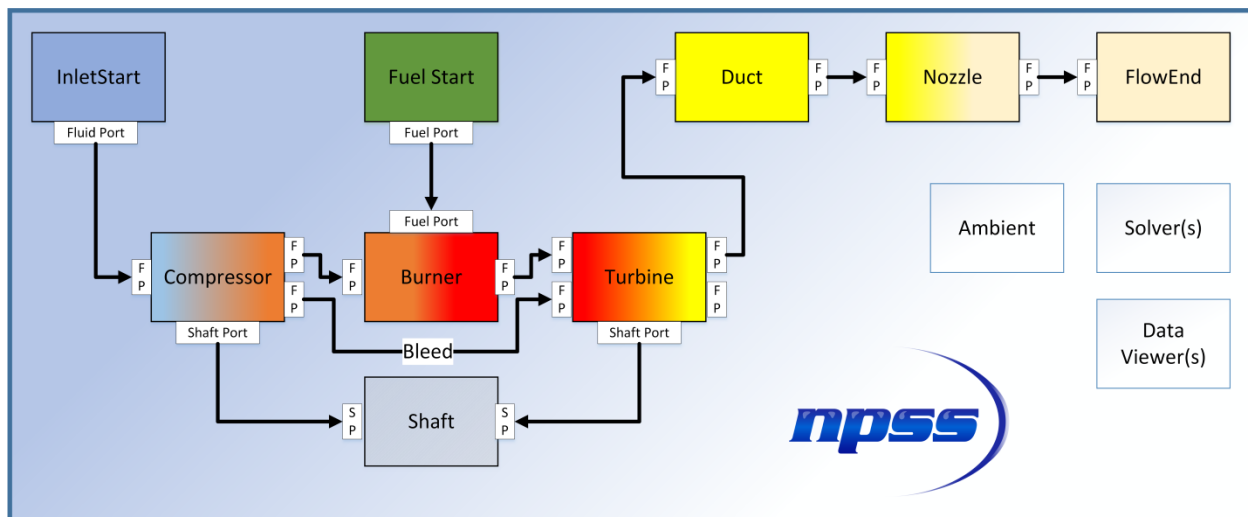 InletStart
Fluid Port
Fuel Start
Fuel Port
F
P
Duct
F
P
F
P
Nozzle
F
P
F
P
FlowEnd
Ambient
Solver(s)
Data
Viewer(s)
F
P
Compressor
F
P
F
P
Shaft Port
Fuel Port
F
P
Burner
F
P
F
P
F
P
Turbine
F
P
F
P
Shaft Port
Bleed
S
P
Shaft
S
P
npss